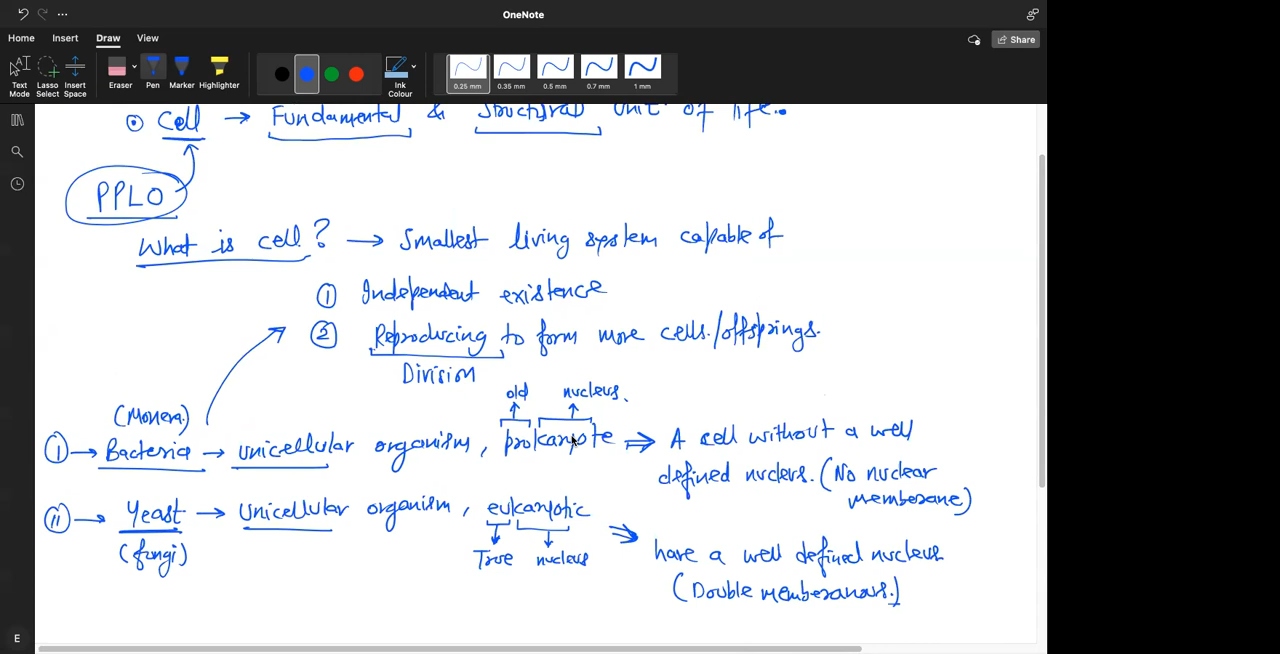 OneNote
Home Insert Draw View
Share
Text Mode
Lasso Select
Insert Space
Eraser
Pen
Marker
Highlighter
Ink Colour
0.25 mm
0.35 mm
0.5 mm
0.7 mm
1 mm
Cell → Fundamental & Structural unit of life.
PPLO
What is cell? → Smallest living system capable of
① Independent existence
② Reproducing to form more cells/offsprings.
Division
old nucleus
(Monera)
① → Bacteria → unicellular organism, prokaryote ⇒ A cell without a well
defined nucleus. (No nuclear
memberane)
ⅱ → Yeast → unicellular organism, eukaryotic ⇒ have a well defined nucleus
(fungi) True nucleus
(Double memberanous.)
E